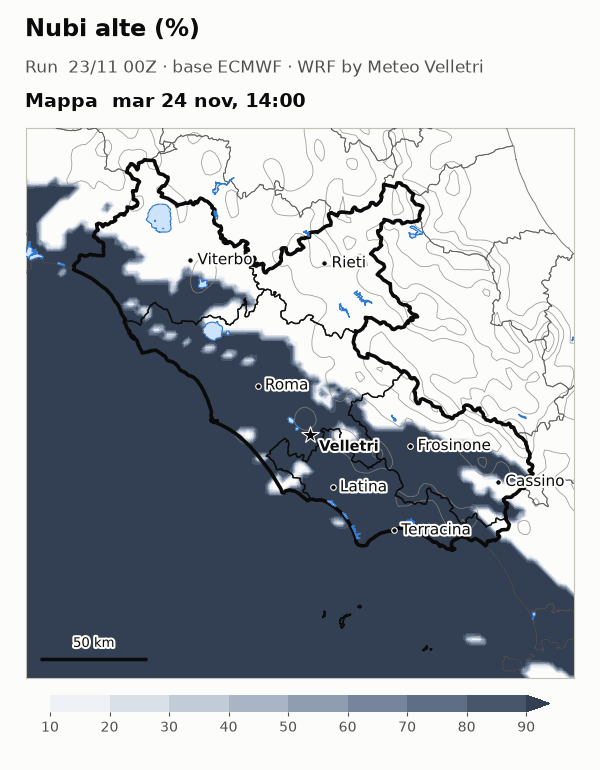 Nubi alte (%)
Run  23/11 00Z · base ECMWF · WRF by Meteo Velletri
Mappa  mar 24 nov, 14:00
Viterbo
Rieti
Roma
Velletri
Frosinone
Cassino
Latina
Terracina
50 km
10 20 30 40 50 60 70 80 90